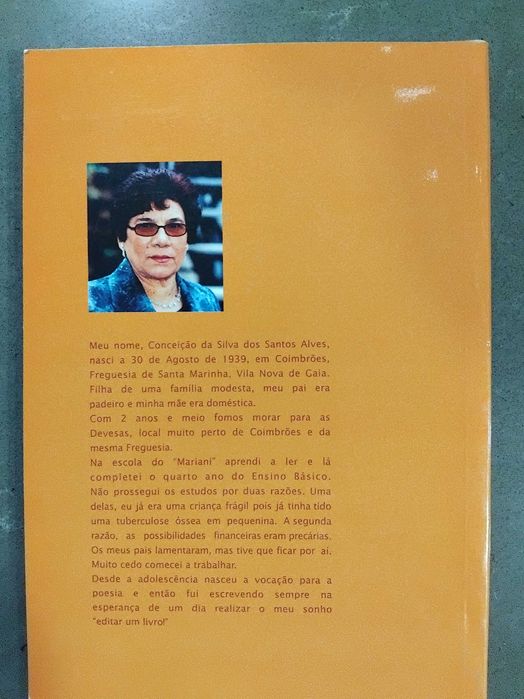 Meu nome, Conceição da Silva dos Santos Alves,
nasci a 30 de Agosto de 1939, em Coimbrões,
Freguesia de Santa Marinha, Vila Nova de Gaia.
Filha de uma família modesta, meu pai era
padeiro e minha mãe era doméstica.
Com 2 anos e meio fomos morar para as
Devesas, local muito perto de Coimbrões e da
mesma Freguesia.
Na escola do "Mariani" aprendi a ler e lá
completei o quarto ano do Ensino Básico.
Não prossegui os estudos por duas razões. Uma
delas, eu já era uma criança frágil pois já tinha tido
uma tuberculose óssea em pequenina. A segunda
razão, as possibilidades financeiras eram precárias.
Os meus pais lamentaram, mas tive que ficar por aí.
Muito cedo comecei a trabalhar.
Desde a adolescência nasceu a vocação para a
poesia e então fui escrevendo sempre na
esperança de um dia realizar o meu sonho
"editar um livro!"